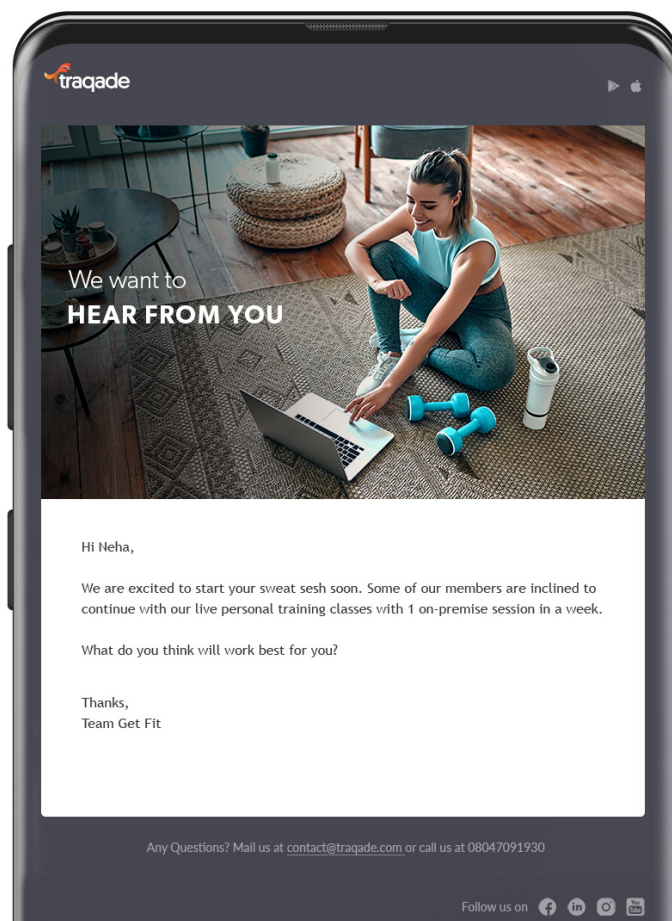 traqade
We want to
HEAR FROM YOU
Hi Neha,
We are excited to start your sweat sesh soon. Some of our members are inclined to
continue with our live personal training classes with 1 on-premise session in a week.
What do you think will work best for you?
Thanks,
Team Get Fit
Any Questions? Mail us at contact@traqade.com or call us at 08047091930
Follow us on
You
Tube